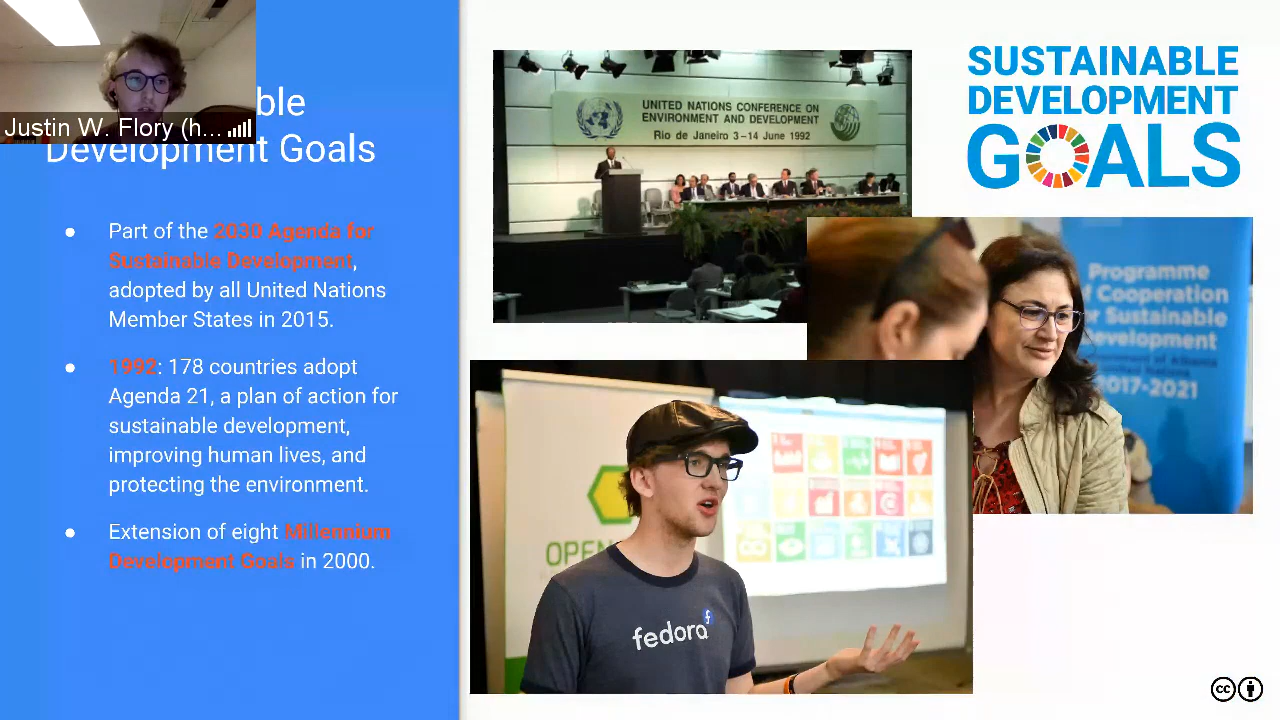 Justin W. Flory (h...
ble
Development Goals
● Part of the 2030 Agenda for
Sustainable Development,
adopted by all United Nations
Member States in 2015.
● 1992: 178 countries adopt
Agenda 21, a plan of action for
sustainable development,
improving human lives, and
protecting the environment.
● Extension of eight Millennium
Development Goals in 2000.
UNITED NATIONS CONFERENCE ON
ENVIRONMENT AND DEVELOPMENT
Rio de Janeiro 3-14 June 1992
SUSTAINABLE
DEVELOPMENT
GOALS
Programme
of Cooperation
for Sustainable
Development
2017-2021
OPEN
fedora
f
cc